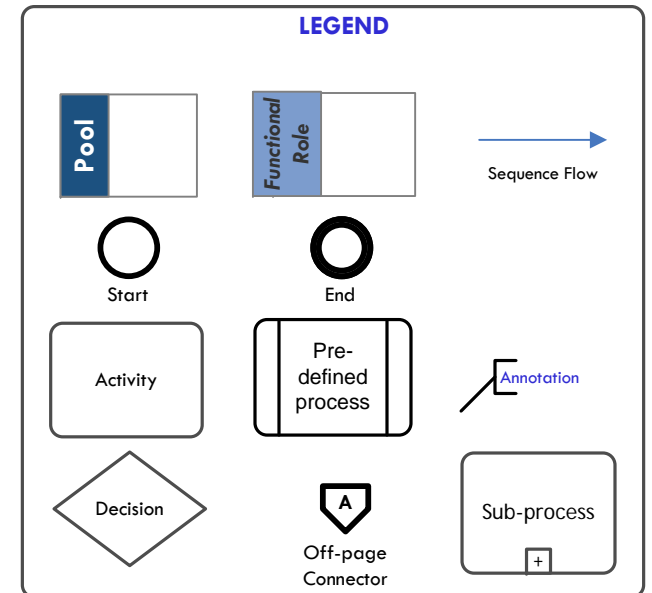 LEGEND
Pool
Functional
Role
Sequence Flow
Start
End
Activity
Pre-
defined
process
Annotation
Decision
A
Off-page
Connector
Sub-process
+